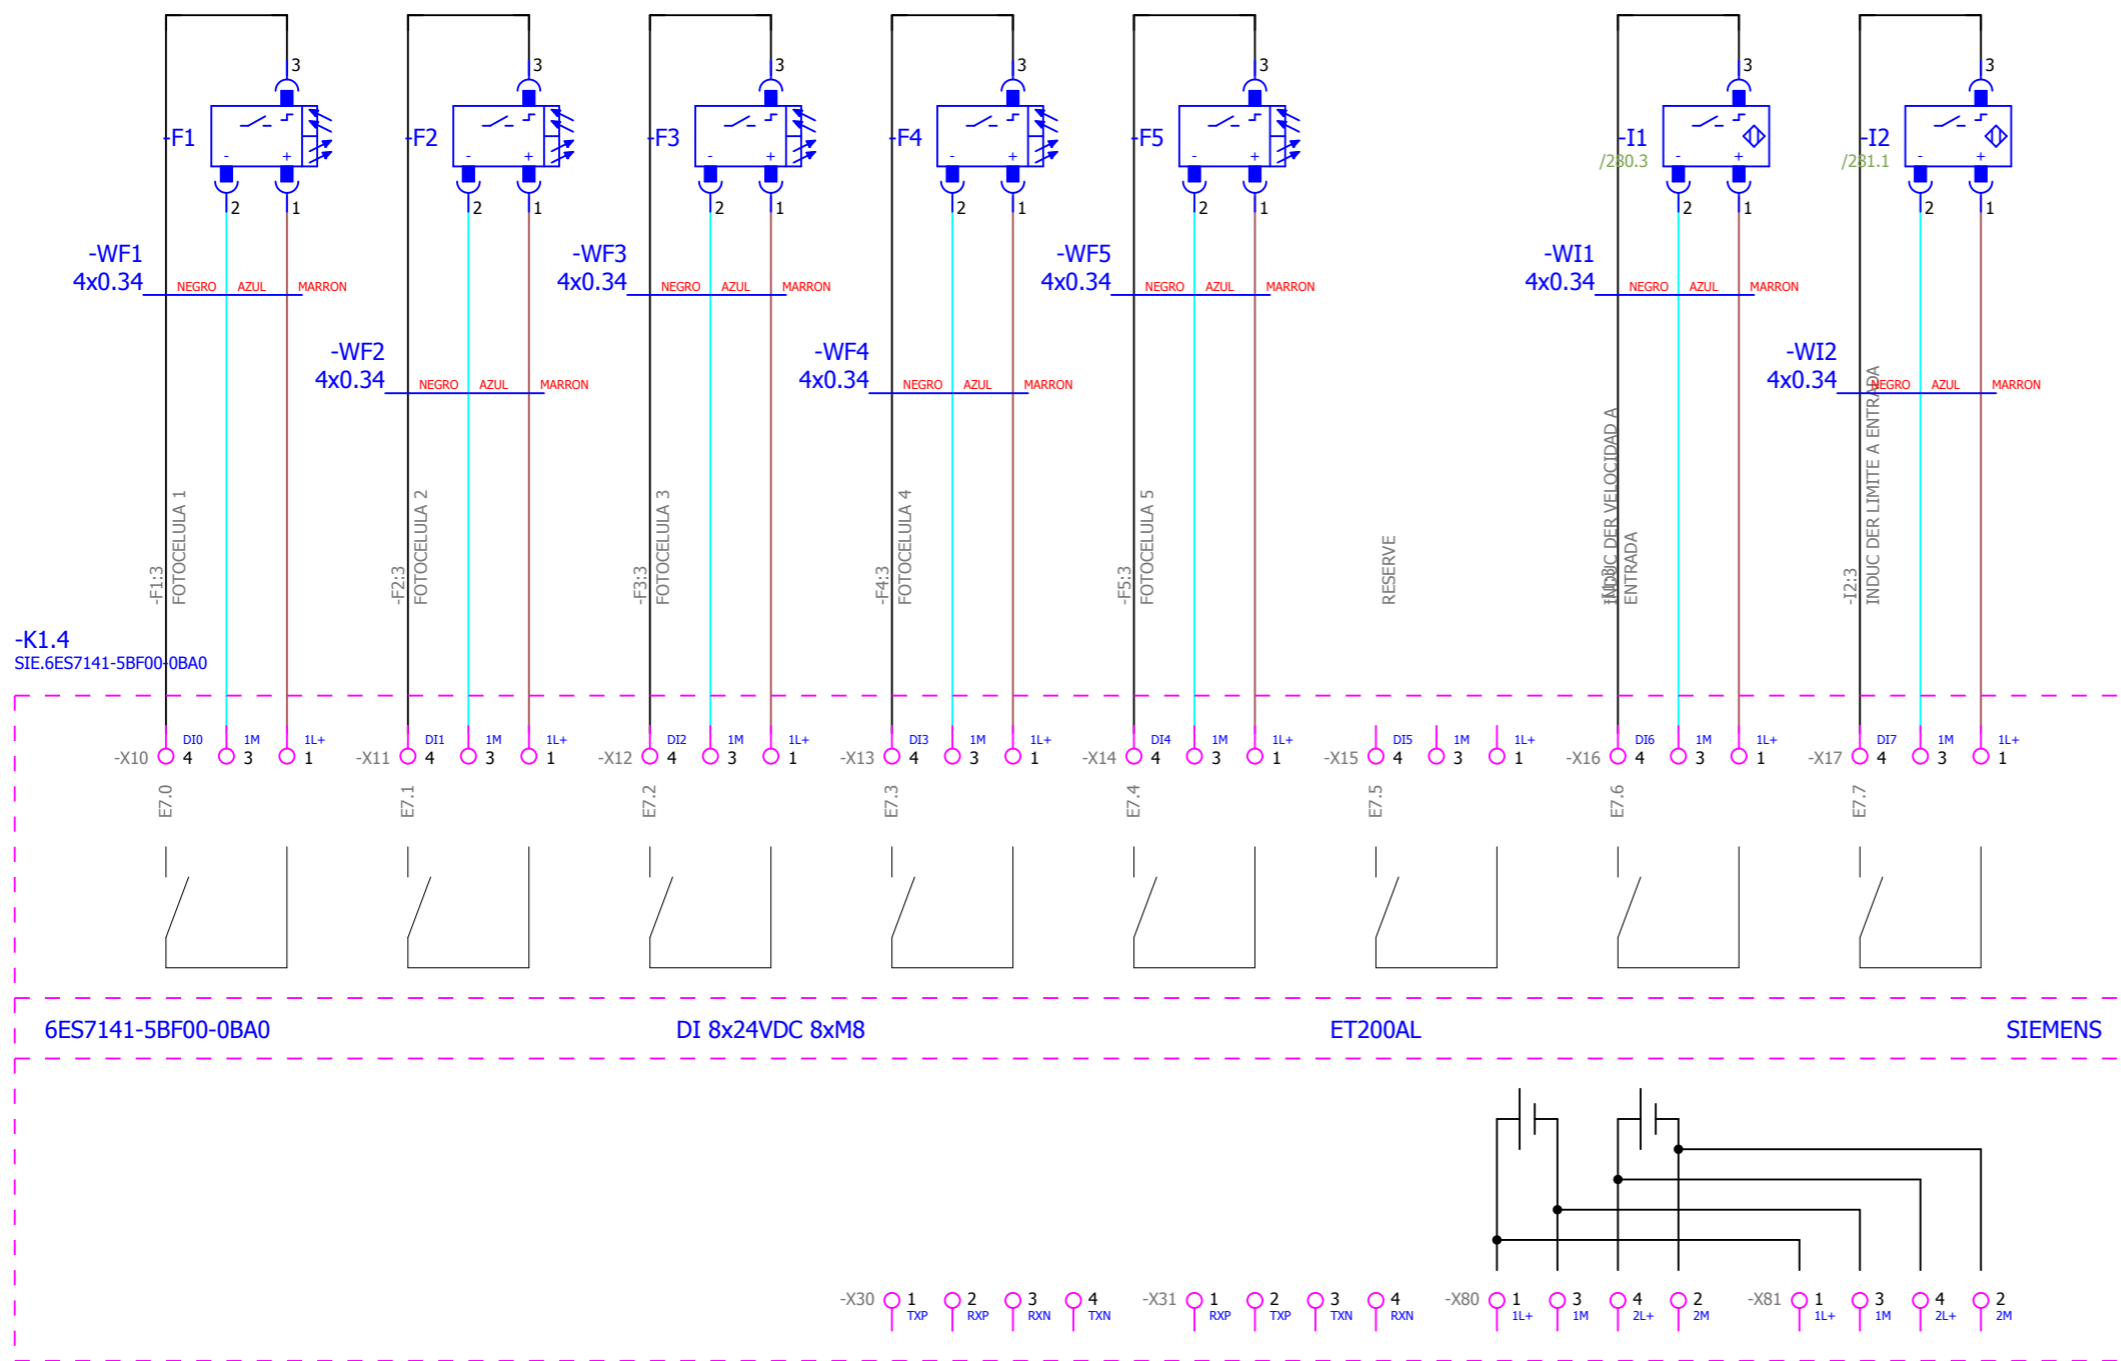 3 3 3 3 3 3 3
-F1 -F2 -F3 -F4 -F5 -I1 -I2
/280.3 /281.1
- + - + - + - + - + - + - +
2 1 2 1 2 1 2 1 2 1 2 1 2 1
-WF1 -WF3 -WF5 -WI1
4x0.34 4x0.34 4x0.34 4x0.34
NEGRO AZUL MARRON NEGRO AZUL MARRON NEGRO AZUL MARRON NEGRO AZUL MARRON
-WF2 -WF4 -WI2
4x0.34 4x0.34 4x0.34
NEGRO AZUL MARRON NEGRO AZUL MARRON NEGRO AZUL MARRON
-F1:3
FOTOCELULA 1
-F2:3
FOTOCELULA 2
-F3:3
FOTOCELULA 3
-F4:3
FOTOCELULA 4
-F5:3
FOTOCELULA 5
RESERVE
INDUC DER VELOCIDAD A
ENTRADA
-I2:3
INDUC DER LIMITE A ENTRADA
-K1.4
SIE.6ES7141-5BF00-0BA0
DI0 1M 1L+ DI1 1M 1L+ DI2 1M 1L+ DI3 1M 1L+ DI4 1M 1L+ DI5 1M 1L+ DI6 1M 1L+ DI7 1M 1L+
-X10 4 3 1 -X11 4 3 1 -X12 4 3 1 -X13 4 3 1 -X14 4 3 1 -X15 4 3 1 -X16 4 3 1 -X17 4 3 1
E7.0 E7.1 E7.2 E7.3 E7.4 E7.5 E7.6 E7.7
6ES7141-5BF00-0BA0 DI 8x24VDC 8xM8 ET200AL SIEMENS
-X30 1 2 3 4 -X31 1 2 3 4 -X80 1 3 4 2 -X81 1 3 4 2
TXP RXP RXN TXN RXP TXP TXN RXN 1L+ 1M 2L+ 2M 1L+ 1M 2L+ 2M